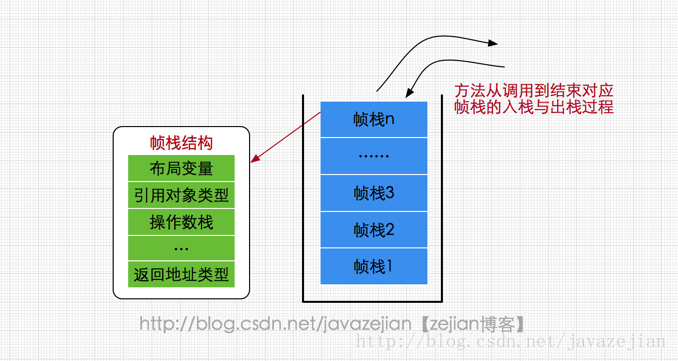 方法从调用到结束对应
帧栈的入栈与出栈过程
帧栈n
......
帧栈3
帧栈2
帧栈1
帧栈结构
布局变量
引用对象类型
操作数栈
...
返回地址类型
http://blog.csdn.net/javazejian【zejian博客】
http://blog.csdn.net/javazejian